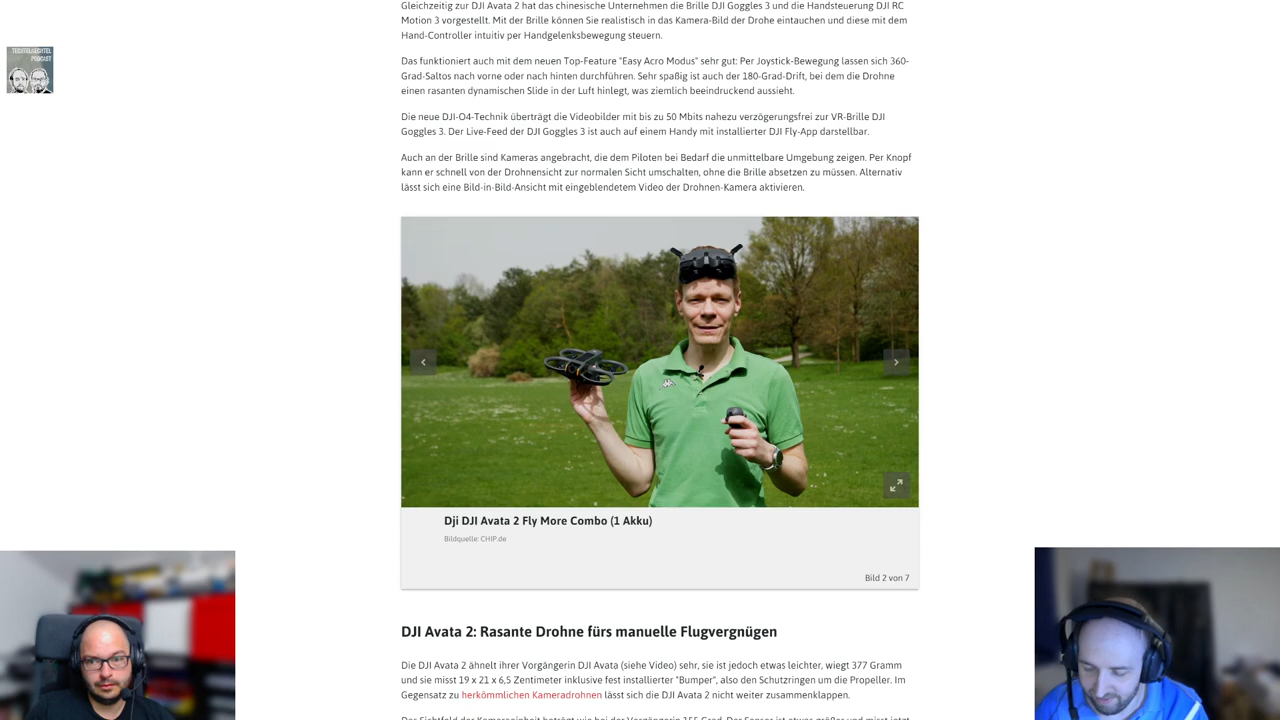 Gleichzeitig zur DJI Avata 2 hat das chinesische Unternehmen die Brille DJI Goggles 3 und die Handsteuerung DJI RC
Motion 3 vorgestellt. Mit der Brille können Sie realistisch in das Kamera-Bild der Drohe eintauchen und diese mit dem
Hand-Controller intuitiv per Handgelenksbewegung steuern.
TECHTELMECHTEL
PODCAST
Das funktioniert auch mit dem neuen Top-Feature "Easy Acro Modus" sehr gut: Per Joystick-Bewegung lassen sich 360-
Grad-Saltos nach vorne oder nach hinten durchführen. Sehr spaßig ist auch der 180-Grad-Drift, bei dem die Drohne
einen rasanten dynamischen Slide in der Luft hinlegt, was ziemlich beeindruckend aussieht.
Die neue DJI-O4-Technik überträgt die Videobilder mit bis zu 50 Mbits nahezu verzögerungsfrei zur VR-Brille DJI
Goggles 3. Der Live-Feed der DJI Goggles 3 ist auch auf einem Handy mit installierter DJI Fly-App darstellbar.
Auch an der Brille sind Kameras angebracht, die dem Piloten bei Bedarf die unmittelbare Umgebung zeigen. Per Knopf
kann er schnell von der Drohnensicht zur normalen Sicht umschalten, ohne die Brille absetzen zu müssen. Alternativ
lässt sich eine Bild-in-Bild-Ansicht mit eingeblendetem Video der Drohnen-Kamera aktivieren.
Dji DJI Avata 2 Fly More Combo (1 Akku)
Bildquelle: CHIP.de
Bild 2 von 7
DJI Avata 2: Rasante Drohne fürs manuelle Flugvergnügen
Die DJI Avata 2 ähnelt ihrer Vorgängerin DJI Avata (siehe Video) sehr, sie ist jedoch etwas leichter, wiegt 377 Gramm
und sie misst 19 x 21 x 6,5 Zentimeter inklusive fest installierter "Bumper", also den Schutzringen um die Propeller. Im
Gegensatz zu herkömmlichen Kameradrohnen lässt sich die DJI Avata 2 nicht weiter zusammenklappen.